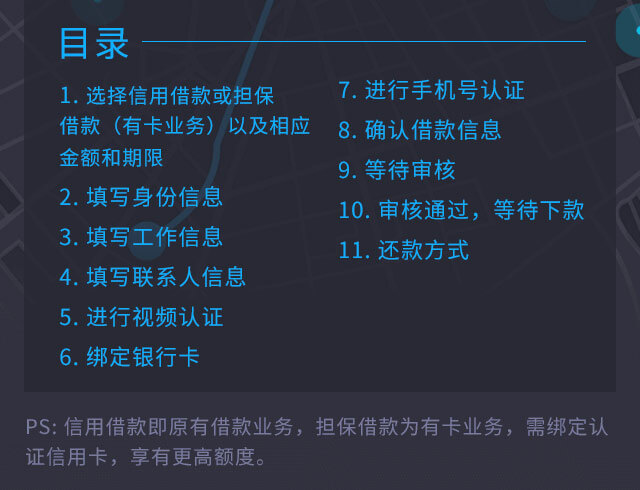 目录
1. 选择信用借款或担保
借款（有卡业务）以及相应
金额和期限
2. 填写身份信息
3. 填写工作信息
4. 填写联系人信息
5. 进行视频认证
6. 绑定银行卡
7. 进行手机号认证
8. 确认借款信息
9. 等待审核
10. 审核通过，等待下款
11. 还款方式
PS: 信用借款即原有借款业务，担保借款为有卡业务，需绑定认
证信用卡，享有更高额度。